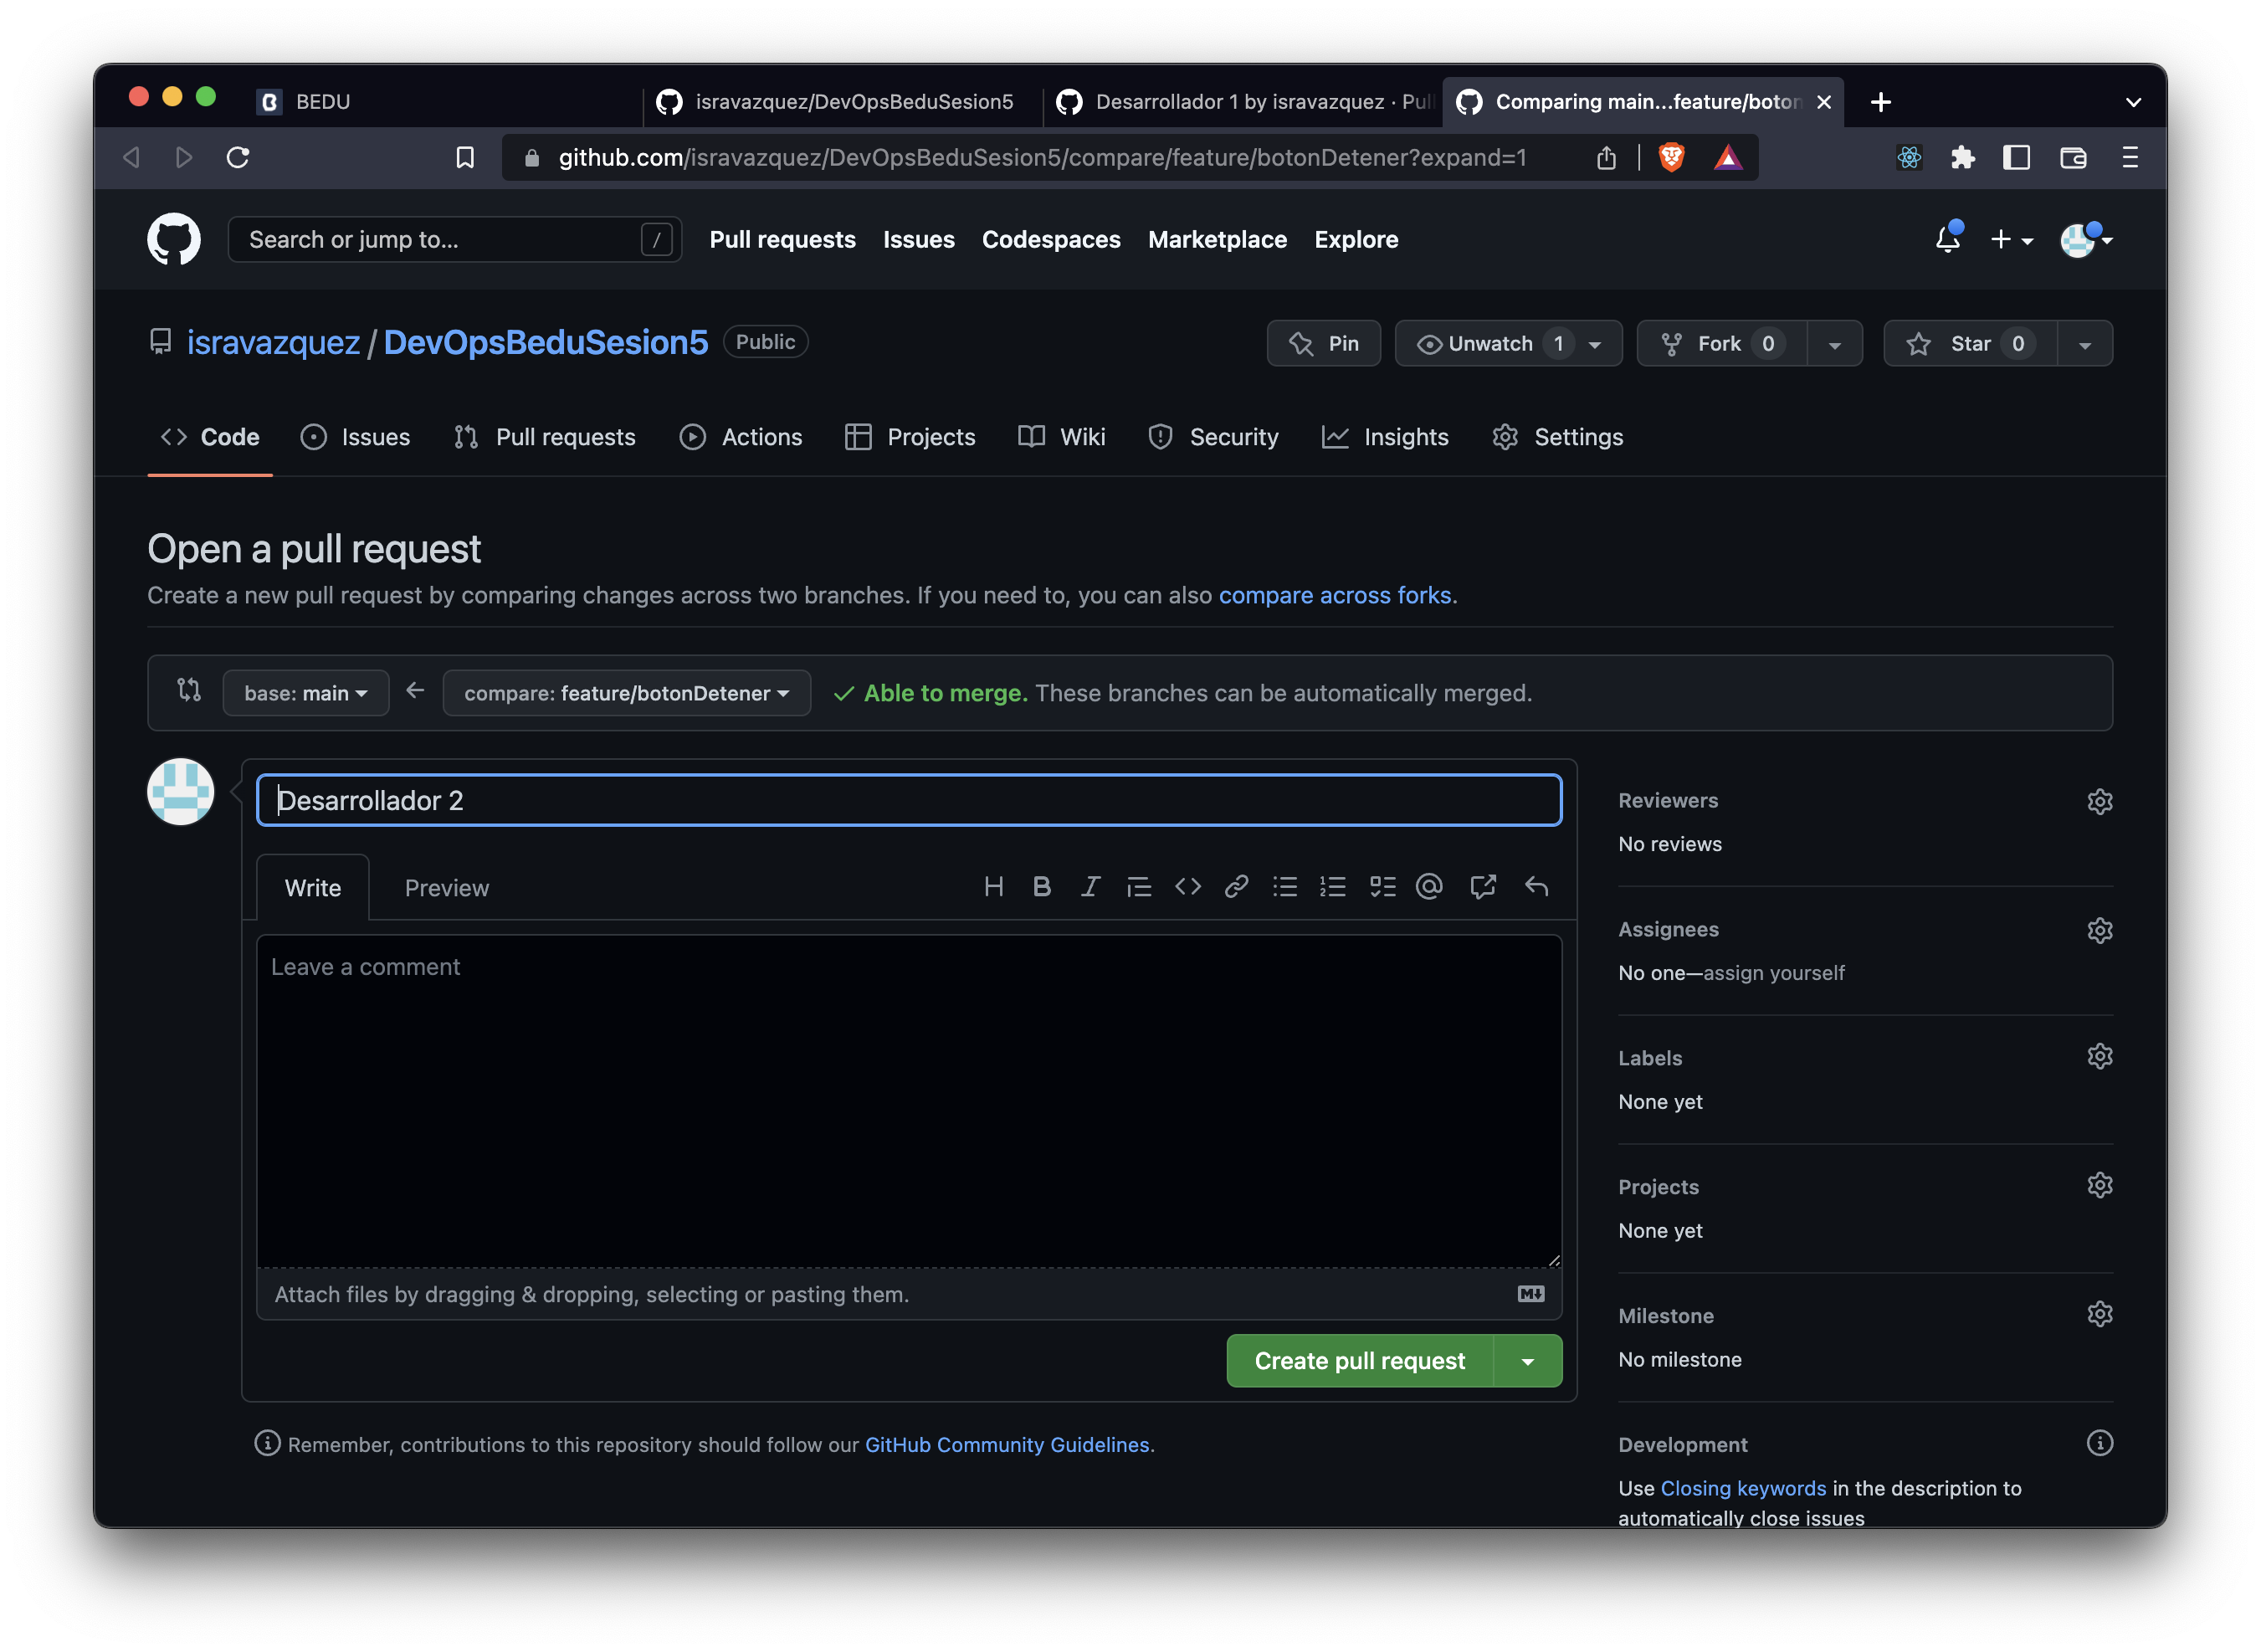 BEDU
isravazquez/DevOpsBeduSesion5
Desarrollador 1 by isravazquez · Pull
Comparing main...feature/boton
github.com/isravazquez/DevOpsBeduSesion5/compare/feature/botonDetener?expand=1
Search or jump to... /
Pull requests Issues Codespaces Marketplace Explore
isravazquez / DevOpsBeduSesion5 Public
Pin Unwatch 1 Fork 0 Star 0
Code Issues Pull requests Actions Projects Wiki Security Insights Settings
Open a pull request
Create a new pull request by comparing changes across two branches. If you need to, you can also compare across forks.
base: main compare: feature/botonDetener Able to merge. These branches can be automatically merged.
Desarrollador 2
Write Preview
Leave a comment
Attach files by dragging & dropping, selecting or pasting them.
Create pull request
Remember, contributions to this repository should follow our GitHub Community Guidelines.
Reviewers
No reviews
Assignees
No one—assign yourself
Labels
None yet
Projects
None yet
Milestone
No milestone
Development
Use Closing keywords in the description to
automatically close issues